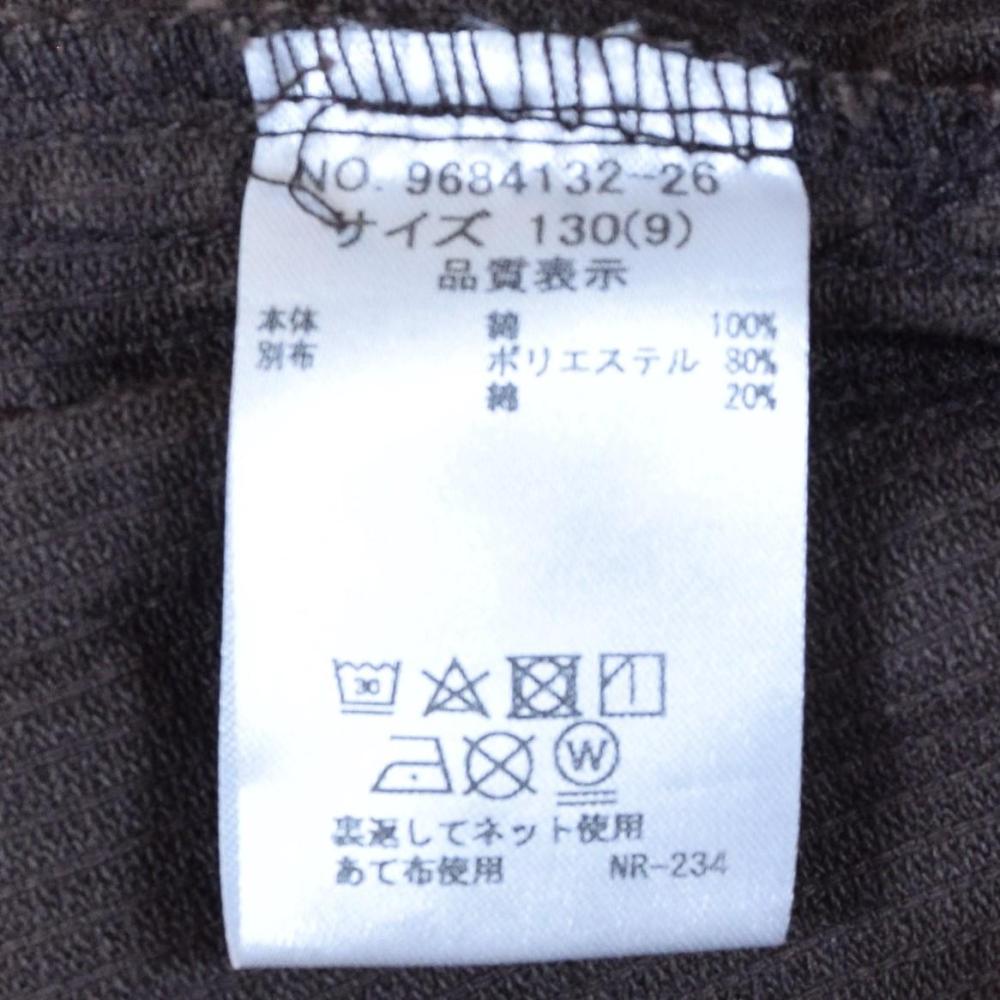 NO. 9684132-26
サイズ 130(9)
品質表示
本体 綿 100%
別布 ポリエステル 80%
綿 20%
30
W
裏返してネット使用
あて布使用 NR-234